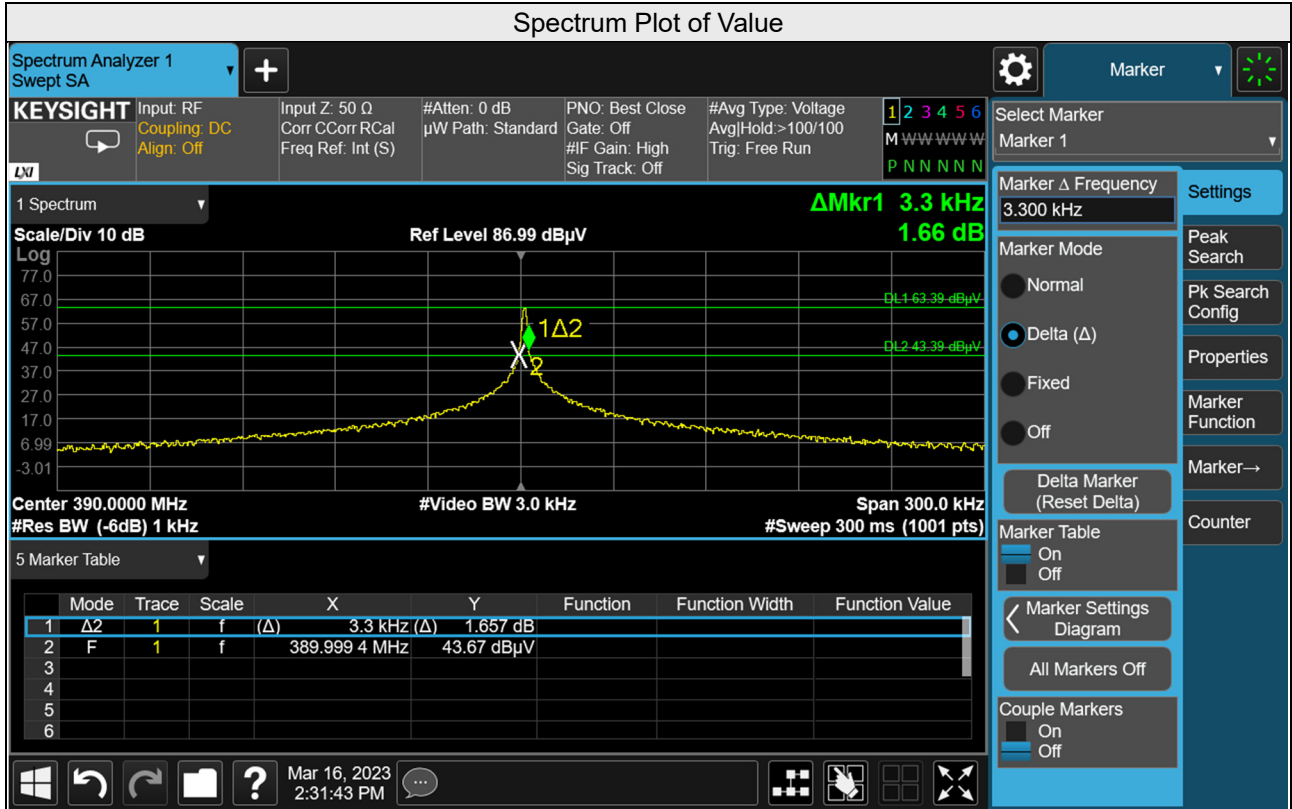 Spectrum Plot of Value
Spectrum Analyzer 1
Swept SA
Marker
KEYSIGHT
LXI
Input: RF
Coupling: DC
Align: Off
Input Z: 50 Ω
Corr CCorr RCal
Freq Ref: Int (S)
#Atten: 0 dB
µW Path: Standard
PNO: Best Close
Gate: Off
#IF Gain: High
Sig Track: Off
#Avg Type: Voltage
Avg|Hold:>100/100
Trig: Free Run
1 2 3 4 5 6
M W W W W W
P N N N N N
Select Marker
Marker 1
1 Spectrum
ΔMkr1 3.3 kHz
1.66 dB
Scale/Div 10 dB
Ref Level 86.99 dBµV
Log
77.0
67.0
57.0
47.0
37.0
27.0
17.0
6.99
-3.01
DL1 63.39 dBµV
DL2 43.39 dBµV
1Δ2
2
Center 390.0000 MHz
#Video BW 3.0 kHz
Span 300.0 kHz
#Res BW (-6dB) 1 kHz
#Sweep 300 ms (1001 pts)
5 Marker Table
Mode Trace Scale X Y Function Function Width Function Value
1 Δ2 1 f (Δ) 3.3 kHz (Δ) 1.657 dB
2 F 1 f 389.999 4 MHz 43.67 dBµV
3
4
5
6
Marker Δ Frequency
3.300 kHz
Marker Mode
Normal
Delta (Δ)
Fixed
Off
Delta Marker
(Reset Delta)
Marker Table
On
Off
Marker Settings
Diagram
All Markers Off
Couple Markers
On
Off
Settings
Peak
Search
Pk Search
Config
Properties
Marker
Function
Marker→
Counter
?
Mar 16, 2023
2:31:43 PM